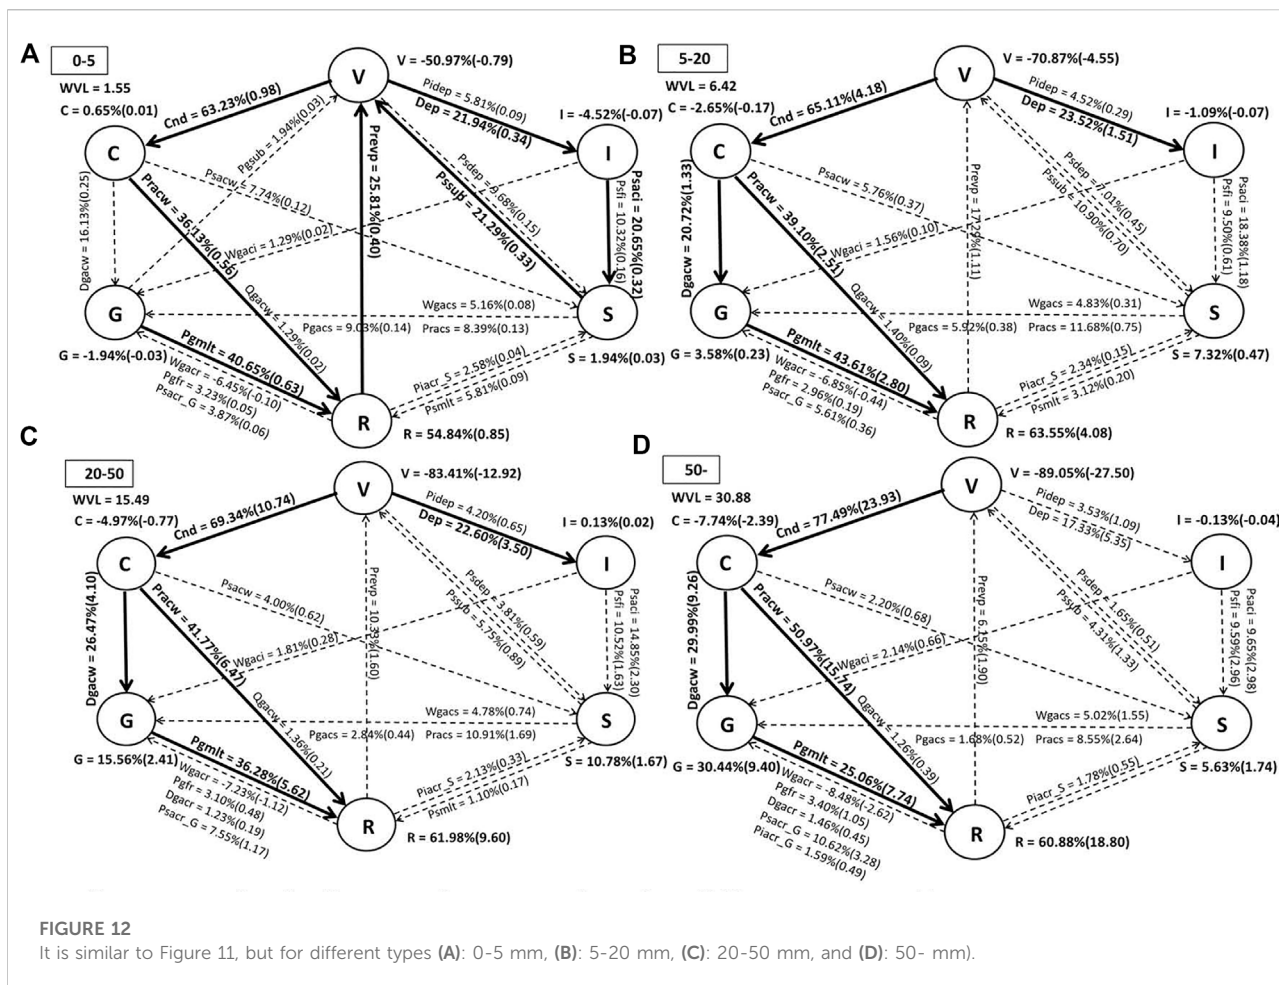 A
0-5
WVL = 1.55
C = 0.65%(0.01)
V = -50.97%(-0.79)
V
Cnd = 63.23%(0.98)
Pidep = 5.81%(0.09)
Dep = 21.94%(0.34)
I = -4.52%(-0.07)
C
I
Pgsub = 1.94%(0.03)
Prevp = 25.81%(0.40)
Psdep = 9.68%(0.15)
Pssub = 21.29%(0.33)
Psacw = 7.74%(0.12)
Pracw = 36.13%(0.56)
Dgacw = 16.13%(0.25)
Psaci = 20.65%(0.32)
Psfi = 10.32%(0.16)
Wgaci = 1.29%(0.02)
Qgacw = 1.29%(0.02)
G
S
Wgacs = 5.16%(0.08)
Pgacs = 9.03%(0.14)
Pracs = 8.39%(0.13)
G = -1.94%(-0.03)
S = 1.94%(0.03)
Pgmlt = 40.65%(0.63)
Wgacr = -6.45%(-0.10)
Pgfr = 3.23%(0.05)
Psacr_G = 3.87%(0.06)
Piacr_S = 2.58%(0.04)
Psmlt = 5.81%(0.09)
R
R = 54.84%(0.85)
B
5-20
WVL = 6.42
C = -2.65%(-0.17)
V = -70.87%(-4.55)
V
Cnd = 65.11%(4.18)
Pidep = 4.52%(0.29)
Dep = 23.52%(1.51)
I = -1.09%(-0.07)
C
I
Prevp = 17.29%(1.11)
Psdep = 7.01%(0.45)
Pssub = 10.90%(0.70)
Psacw = 5.76%(0.37)
Pracw = 39.10%(2.51)
Dgacw = 20.72%(1.33)
Psaci = 18.38%(1.18)
Psfi = 9.50%(0.61)
Wgaci = 1.56%(0.10)
Qgacw = 1.40%(0.09)
G
S
Wgacs = 4.83%(0.31)
Pgacs = 5.92%(0.38)
Pracs = 11.68%(0.75)
G = 3.58%(0.23)
S = 7.32%(0.47)
Pgmlt = 43.61%(2.80)
Wgacr = -6.85%(-0.44)
Pgfr = 2.96%(0.19)
Psacr_G = 5.61%(0.36)
Piacr_S = 2.34%(0.15)
Psmlt = 3.12%(0.20)
R
R = 63.55%(4.08)
C
20-50
WVL = 15.49
C = -4.97%(-0.77)
V = -83.41%(-12.92)
V
Cnd = 69.34%(10.74)
Pidep = 4.20%(0.65)
Dep = 22.60%(3.50)
I = 0.13%(0.02)
C
I
Prevp = 10.33%(1.60)
Psdep = 3.81%(0.59)
Pssub = 5.75%(0.89)
Psacw = 4.00%(0.62)
Pracw = 41.77%(6.47)
Dgacw = 26.47%(4.10)
Psaci = 14.85%(2.30)
Psfi = 10.52%(1.63)
Wgaci = 1.81%(0.28)
Qgacw = 1.36%(0.21)
G
S
Wgacs = 4.78%(0.74)
Pgacs = 2.84%(0.44)
Pracs = 10.91%(1.69)
G = 15.56%(2.41)
S = 10.78%(1.67)
Pgmlt = 36.28%(5.62)
Wgacr = -7.23%(-1.12)
Pgfr = 3.10%(0.48)
Dgacr = 1.23%(0.19)
Psacr_G = 7.55%(1.17)
Piacr_S = 2.13%(0.33)
Psmlt = 1.10%(0.17)
R
R = 61.98%(9.60)
D
50-
WVL = 30.88
C = -7.74%(-2.39)
V = -89.05%(-27.50)
V
Cnd = 77.49%(23.93)
Pidep = 3.53%(1.09)
Dep = 17.33%(5.35)
I = -0.13%(-0.04)
C
I
Prevp = 6.15%(1.90)
Psdep = 1.65%(0.51)
Pssub = 4.31%(1.33)
Psacw = 2.20%(0.68)
Pracw = 50.97%(15.74)
Dgacw = 29.99%(9.26)
Psaci = 9.65%(2.98)
Psfi = 9.59%(2.96)
Wgaci = 2.14%(0.66)
Qgacw = 1.26%(0.39)
G
S
Wgacs = 5.02%(1.55)
Pgacs = 1.68%(0.52)
Pracs = 8.55%(2.64)
G = 30.44%(9.40)
S = 5.63%(1.74)
Pgmlt = 25.06%(7.74)
Wgacr = -8.48%(-2.62)
Pgfr = 3.40%(1.05)
Dgacr = 1.46%(0.45)
Psacr_G = 10.62%(3.28)
Piacr_G = 1.59%(0.49)
Piacr_S = 1.78%(0.55)
R
R = 60.88%(18.80)
FIGURE 12
It is similar to Figure 11, but for different types (A): 0-5 mm, (B): 5-20 mm, (C): 20-50 mm, and (D): 50- mm).